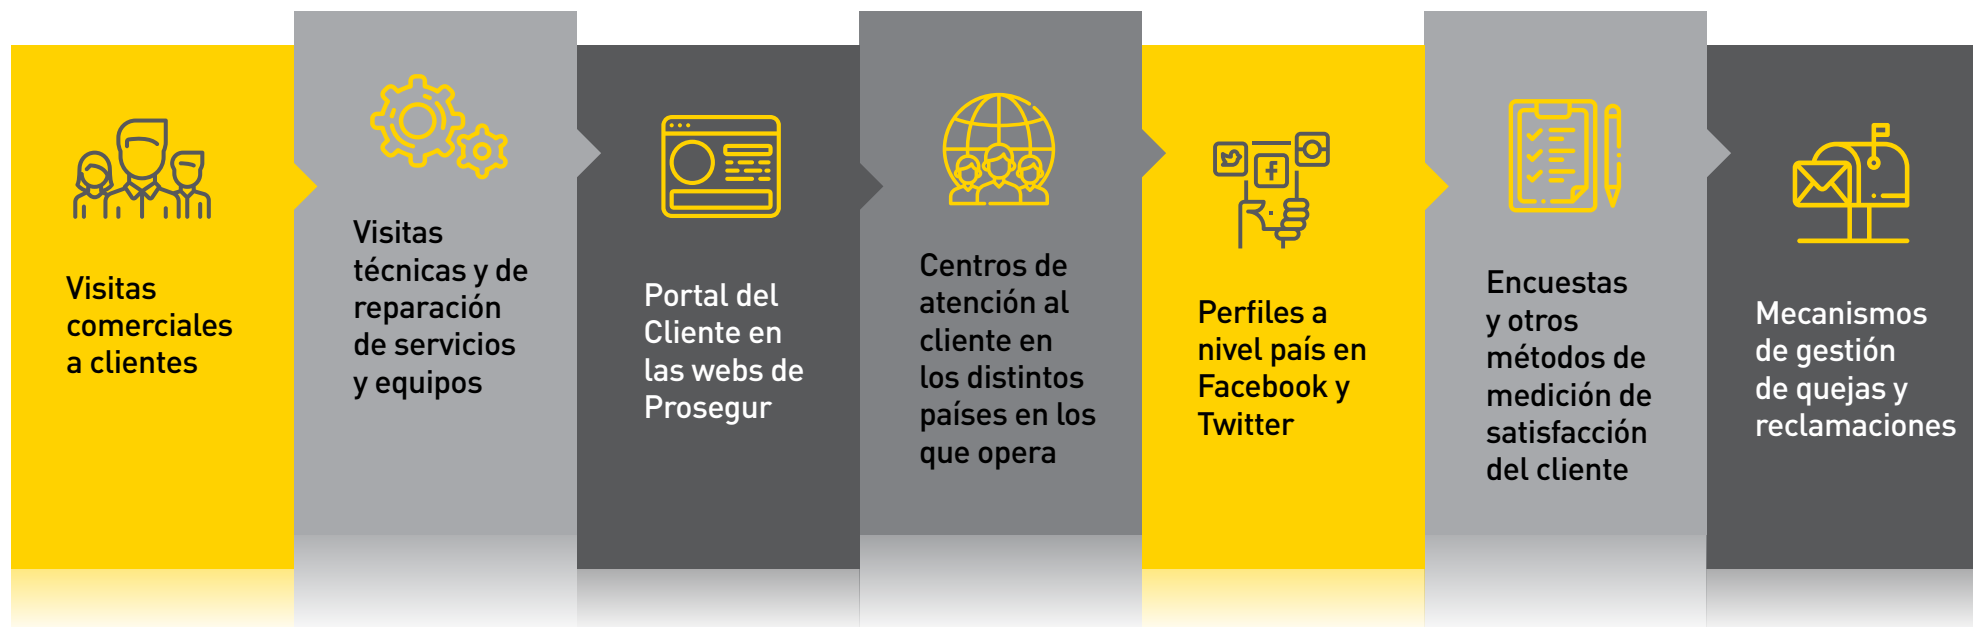 Visitas
comerciales
a clientes
Visitas
técnicas y de
reparación
de servicios
y equipos
Portal del
Cliente en
las webs de
Prosegur
Centros de
atención al
cliente en
los distintos
países en los
que opera
Perfiles a
nivel país en
Facebook y
Twitter
Encuestas
y otros
métodos de
medición de
satisfacción
del cliente
Mecanismos
de gestión
de quejas y
reclamaciones